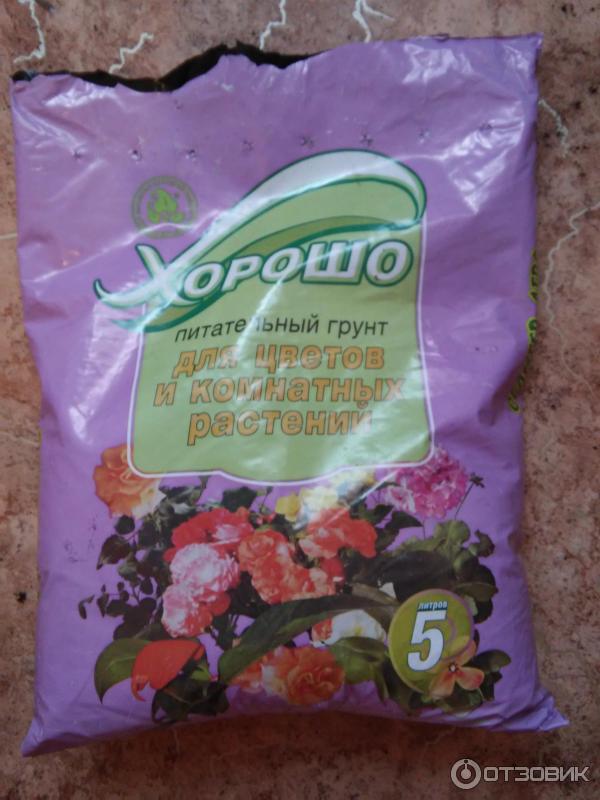 ХОРОШО
питательный грунт
для цветов
и комнатных
растений
литров
5
ОТЗОВИК